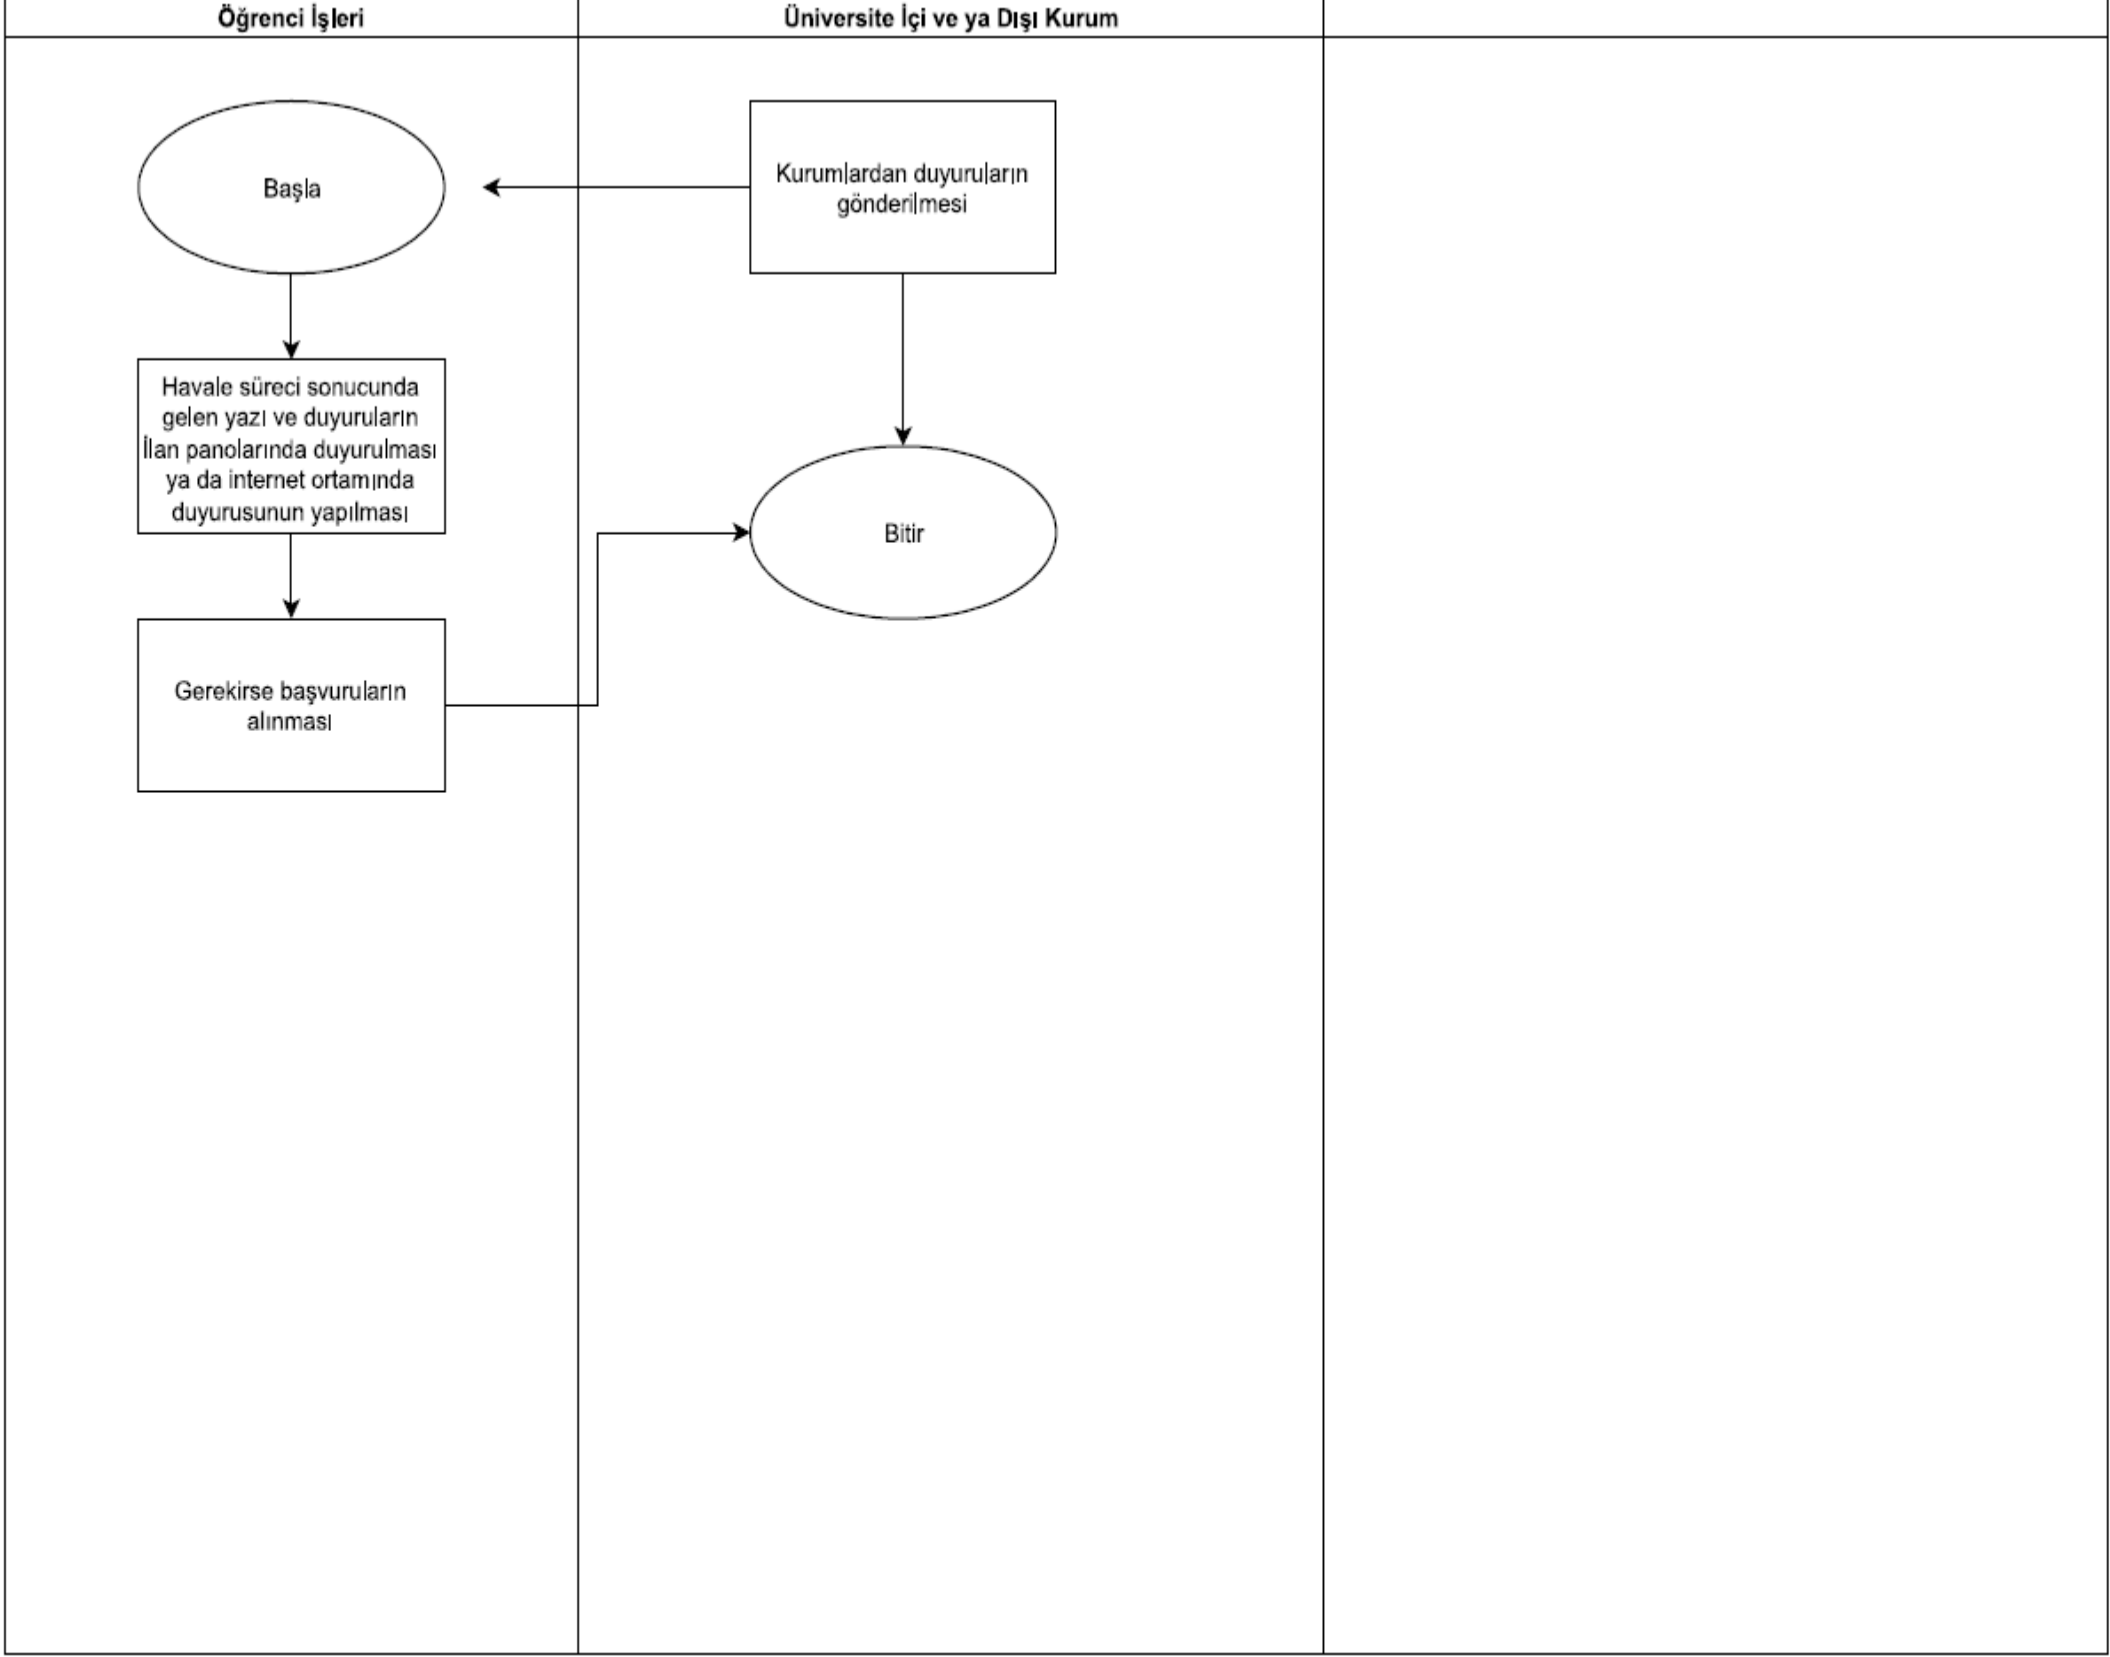 Öğrenci İşleri
Üniversite İçi ve ya Dışı Kurum
Başla
Kurumlardan duyuruların
gönderilmesi
Havale süreci sonucunda
gelen yazı ve duyuruların
İlan panolarında duyurulması
ya da internet ortamında
duyurusunun yapılması
Bitir
Gerekirse başvuruların
alınması